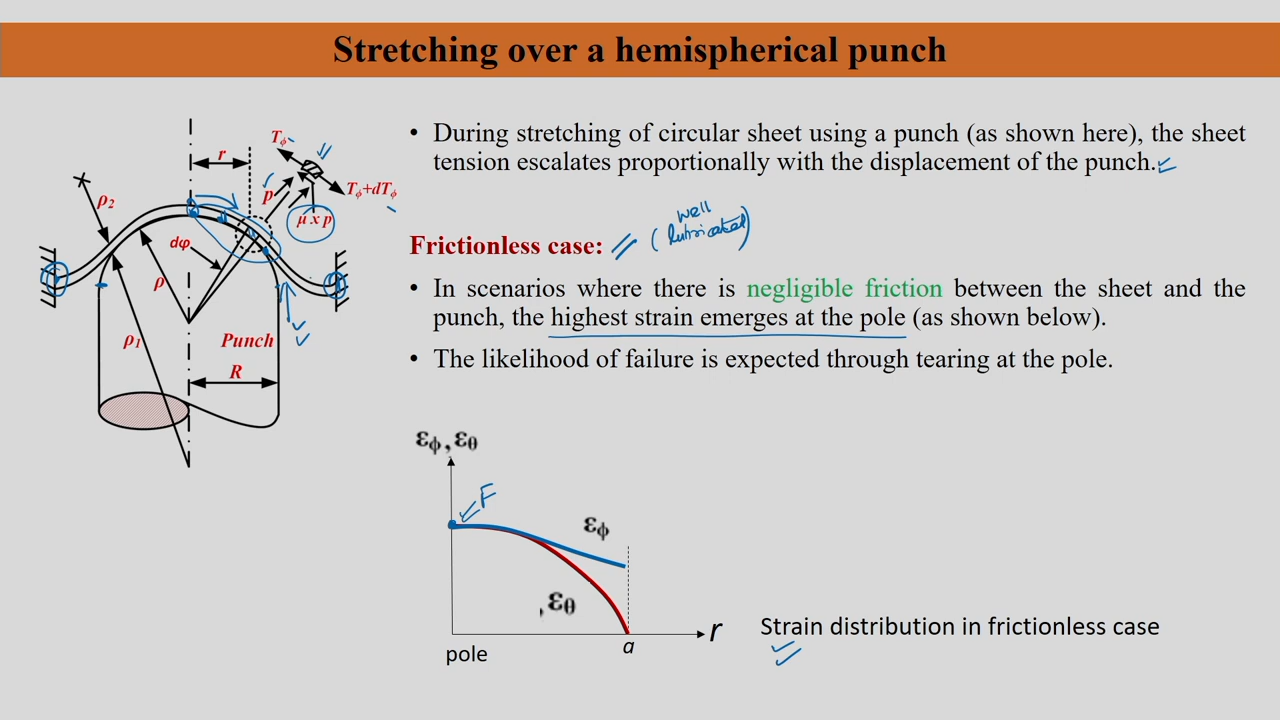 Stretching over a hemispherical punch
• During stretching of circular sheet using a punch (as shown here), the sheet
tension escalates proportionally with the displacement of the punch.
well
(lubricated)
Frictionless case:
• In scenarios where there is negligible friction between the sheet and the
punch, the highest strain emerges at the pole (as shown below).
• The likelihood of failure is expected through tearing at the pole.
Tϕ
r
p
Tϕ+dTϕ
μ x p
ρ2
dφ
ρ
ρ1
Punch
R
εϕ, εθ
F
εϕ
, εθ
r
pole
a
Strain distribution in frictionless case